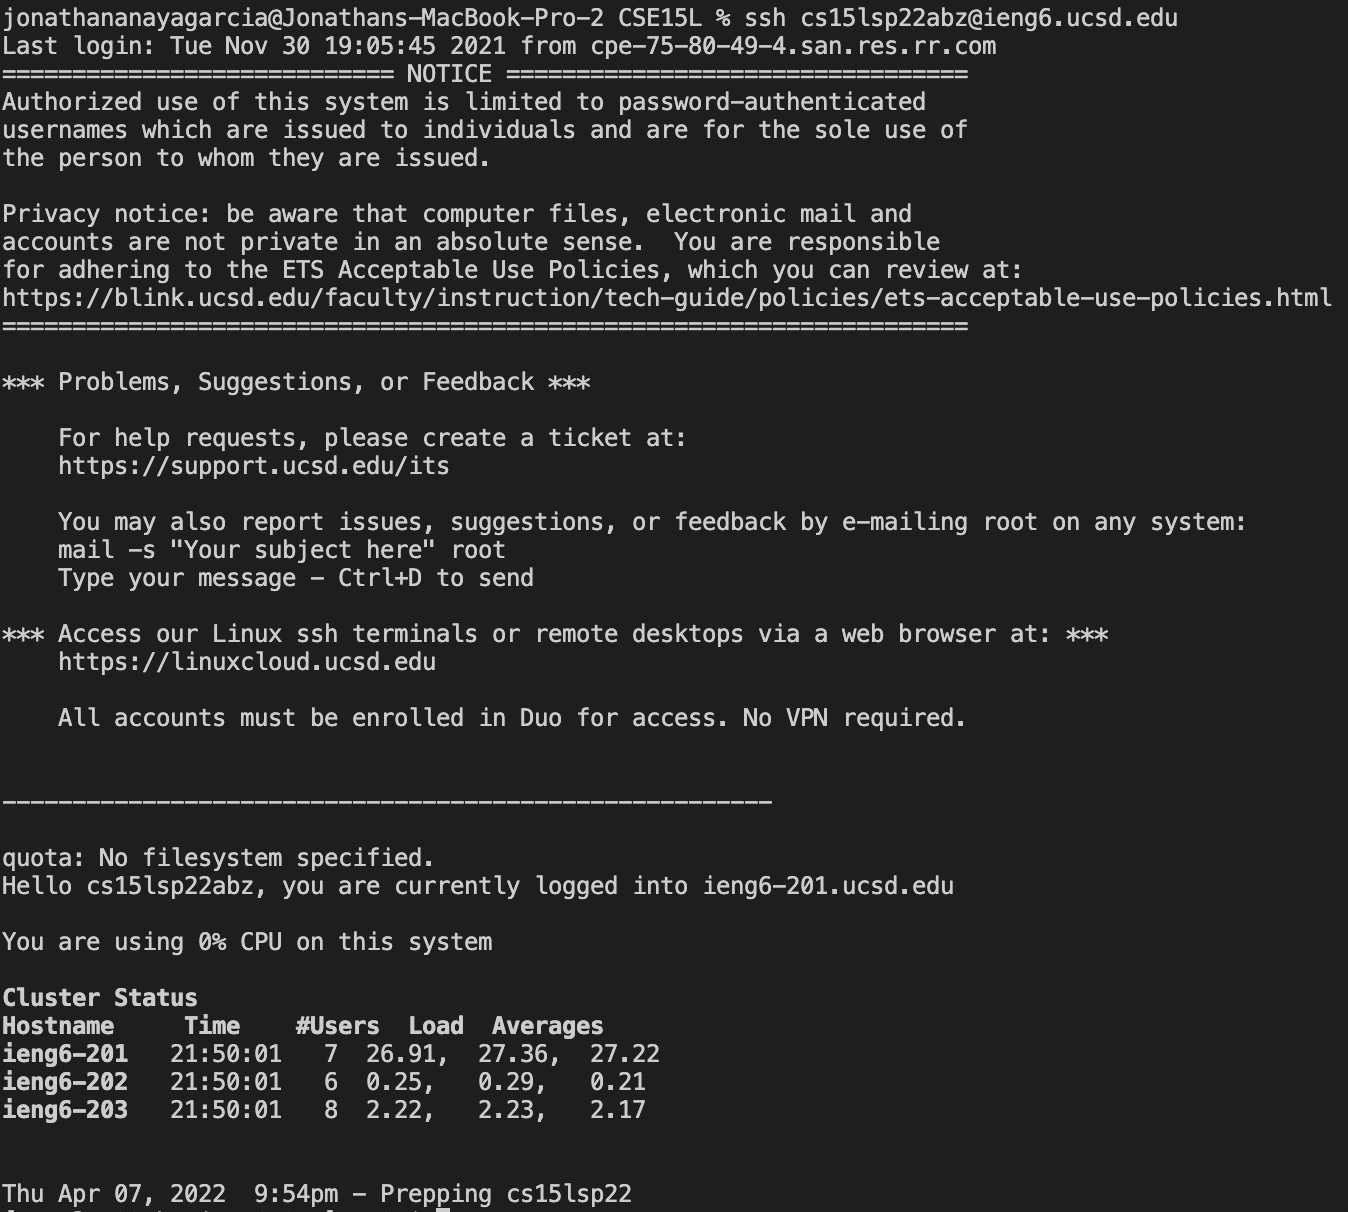 jonathananayagarcia@Jonathans-MacBook-Pro-2 CSE15L % ssh cs15lsp22abz@ieng6.ucsd.edu
Last login: Tue Nov 30 19:05:45 2021 from cpe-75-80-49-4.san.res.rr.com
============================ NOTICE =================================
Authorized use of this system is limited to password-authenticated
usernames which are issued to individuals and are for the sole use of
the person to whom they are issued.

Privacy notice: be aware that computer files, electronic mail and
accounts are not private in an absolute sense.  You are responsible
for adhering to the ETS Acceptable Use Policies, which you can review at:
https://blink.ucsd.edu/faculty/instruction/tech-guide/policies/ets-acceptable-use-policies.html
=====================================================================

*** Problems, Suggestions, or Feedback ***

    For help requests, please create a ticket at:
    https://support.ucsd.edu/its

    You may also report issues, suggestions, or feedback by e-mailing root on any system:
    mail -s "Your subject here" root
    Type your message - Ctrl+D to send

*** Access our Linux ssh terminals or remote desktops via a web browser at: ***
    https://linuxcloud.ucsd.edu

    All accounts must be enrolled in Duo for access. No VPN required.


-------------------------------------------------------

quota: No filesystem specified.
Hello cs15lsp22abz, you are currently logged into ieng6-201.ucsd.edu

You are using 0% CPU on this system

Cluster Status
Hostname     Time    #Users  Load  Averages
ieng6-201   21:50:01   7  26.91,  27.36,  27.22
ieng6-202   21:50:01   6  0.25,   0.29,   0.21
ieng6-203   21:50:01   8  2.22,   2.23,   2.17


Thu Apr 07, 2022  9:54pm - Prepping cs15lsp22